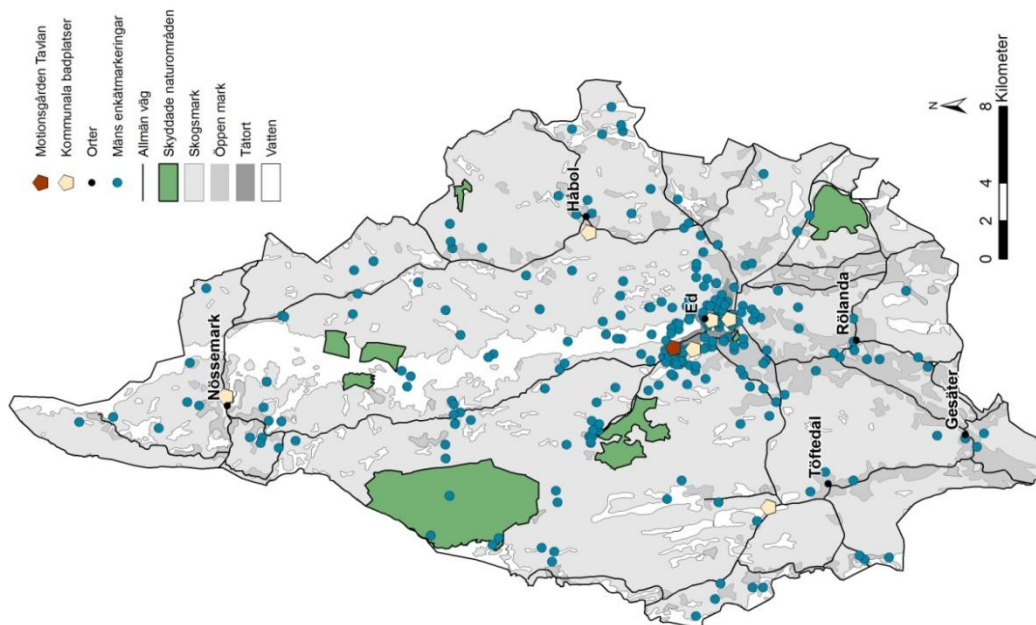 Motionsgården Tavlan
Kommunala badplatser
Orter
Mäns enkätmarkeringar
Allmän väg
Skyddade naturområden
Skogsmark
Öppen mark
Tätort
Vatten
Nössemark
Håbol
Ed
Rölanda
Töftedal
Gesäter
N
0 2 4 8
Kilometer